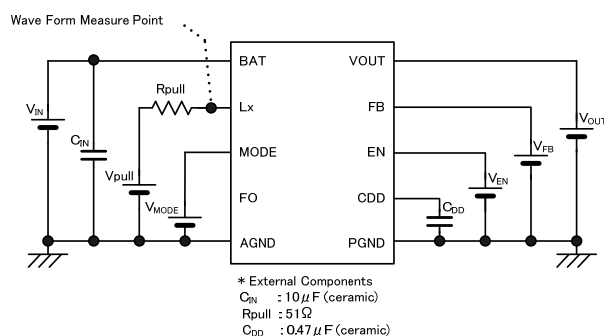 Wave Form Measure Point
BAT
VOUT
Rpull
Lx
FB
VIN
VOUT
CIN
MODE
EN
VFB
Vpull
VEN
VMODE
FO
CDD
CDD
AGND
PGND
* External Components
CIN : 10μF (ceramic)
Rpull : 51Ω
CDD : 0.47μF (ceramic)